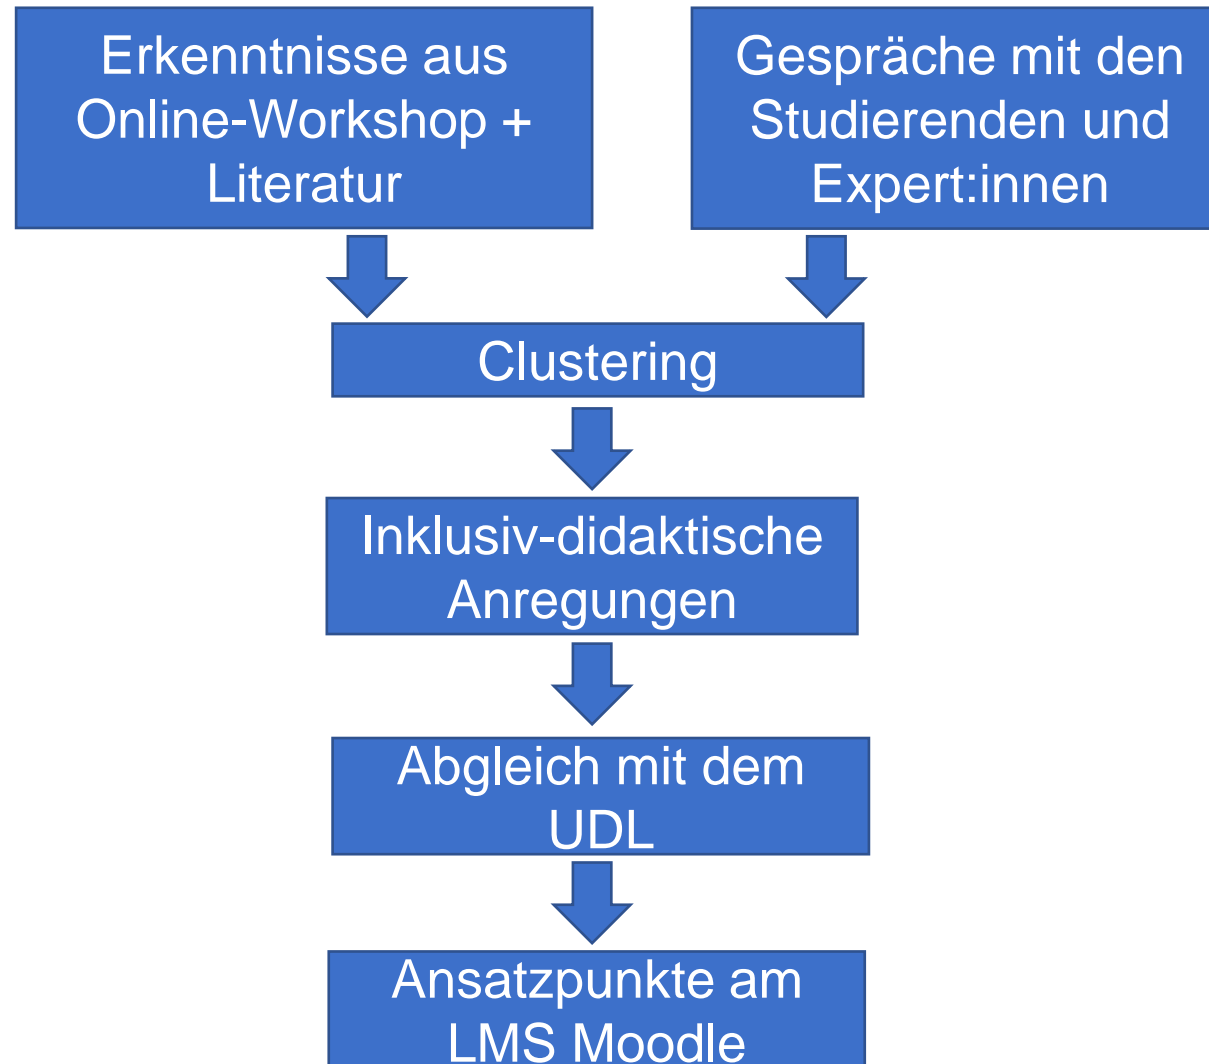 Erkenntnisse aus
Online-Workshop +
Literatur
Gespräche mit den
Studierenden und
Expert:innen
Clustering
Inklusiv-didaktische
Anregungen
Abgleich mit dem
UDL
Ansatzpunkte am
LMS Moodle